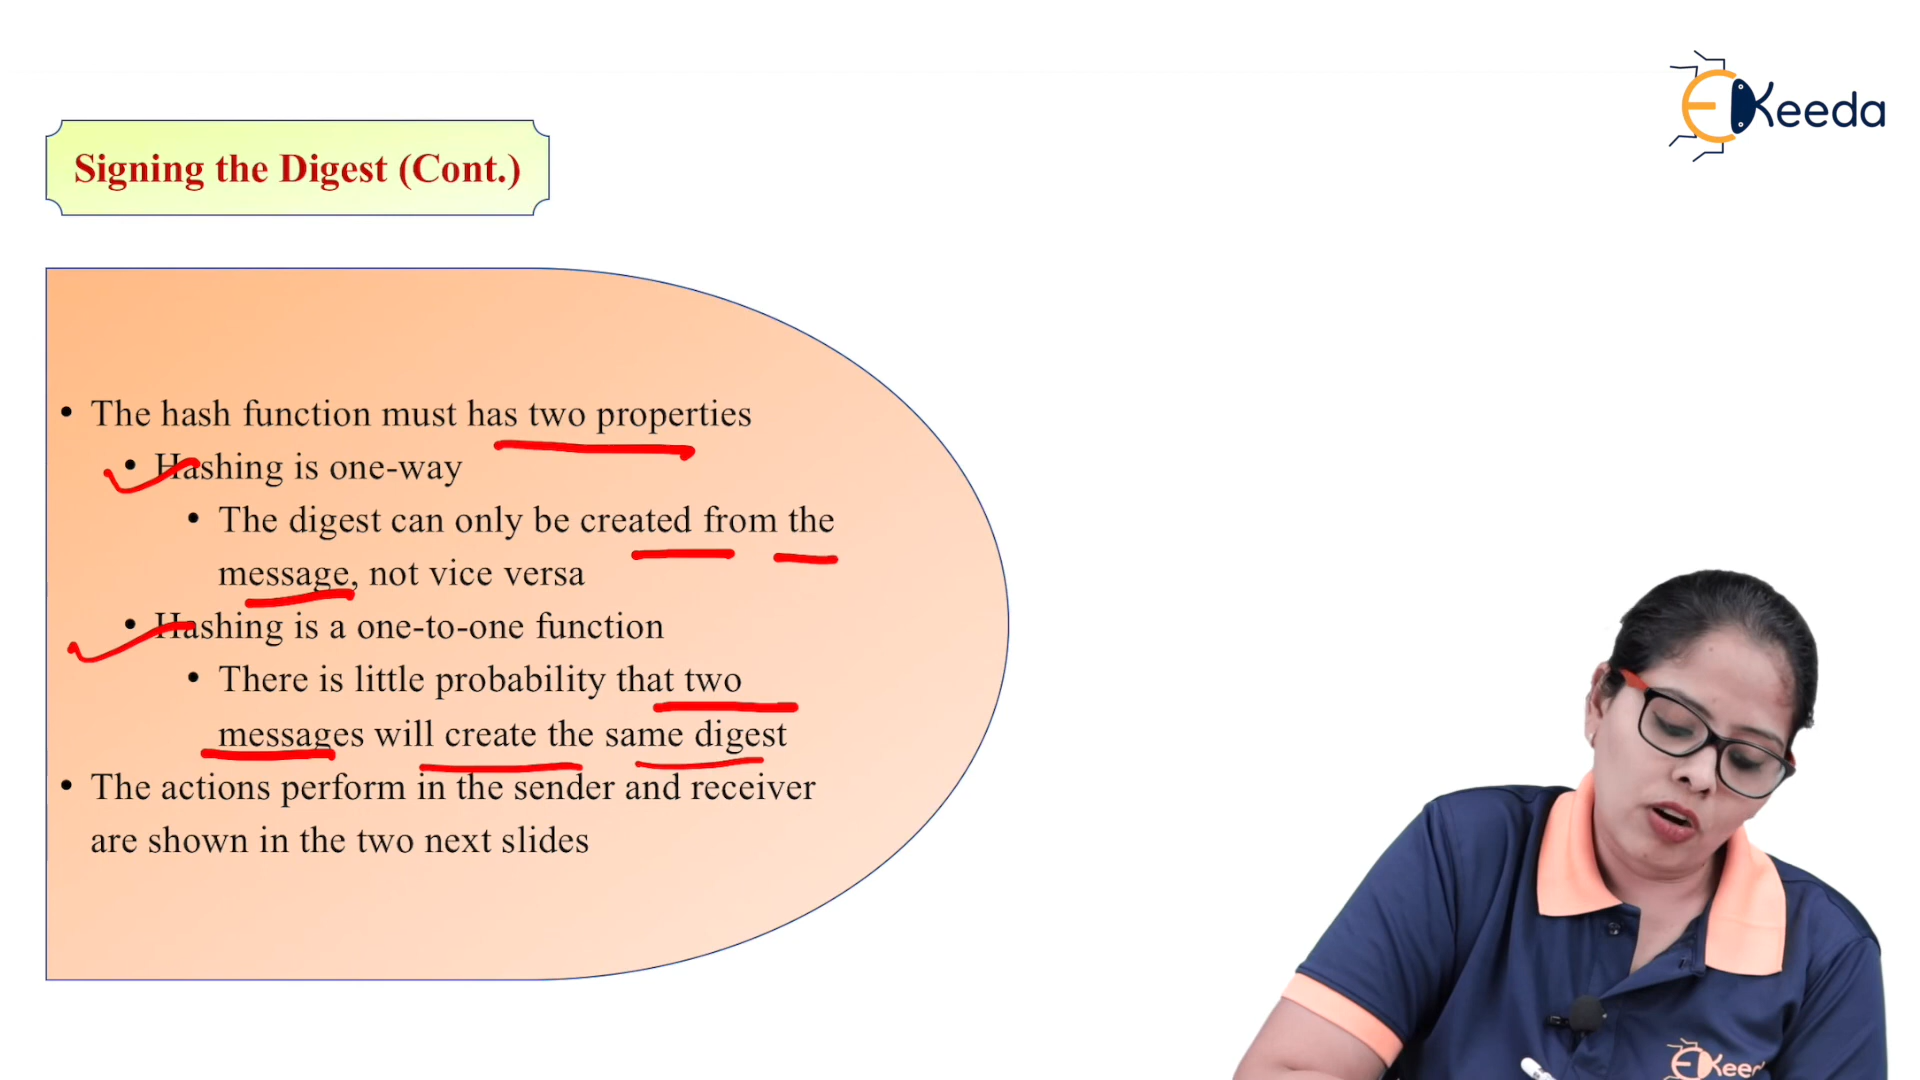 EKeeda
Signing the Digest (Cont.)
• The hash function must has two properties
• Hashing is one-way
• The digest can only be created from the
message, not vice versa
• Hashing is a one-to-one function
• There is little probability that two
messages will create the same digest
• The actions perform in the sender and receiver
are shown in the two next slides
EKeed